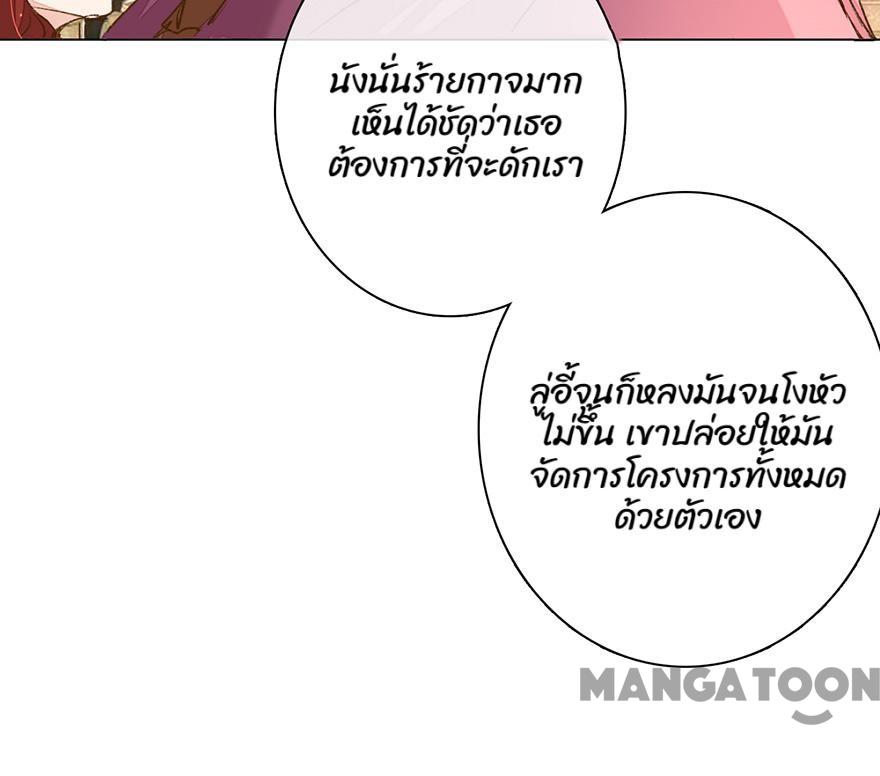 นังนั่นร้ายกาจมาก
เห็นได้ชัดว่าเธอ
ต้องการที่จะดักเรา
ลู่อี้จุนก็หลงมันจนโงหัว
ไม่ขึ้น เขาปล่อยให้มัน
จัดการโครงการทั้งหมด
ด้วยตัวเอง
MANGATOON